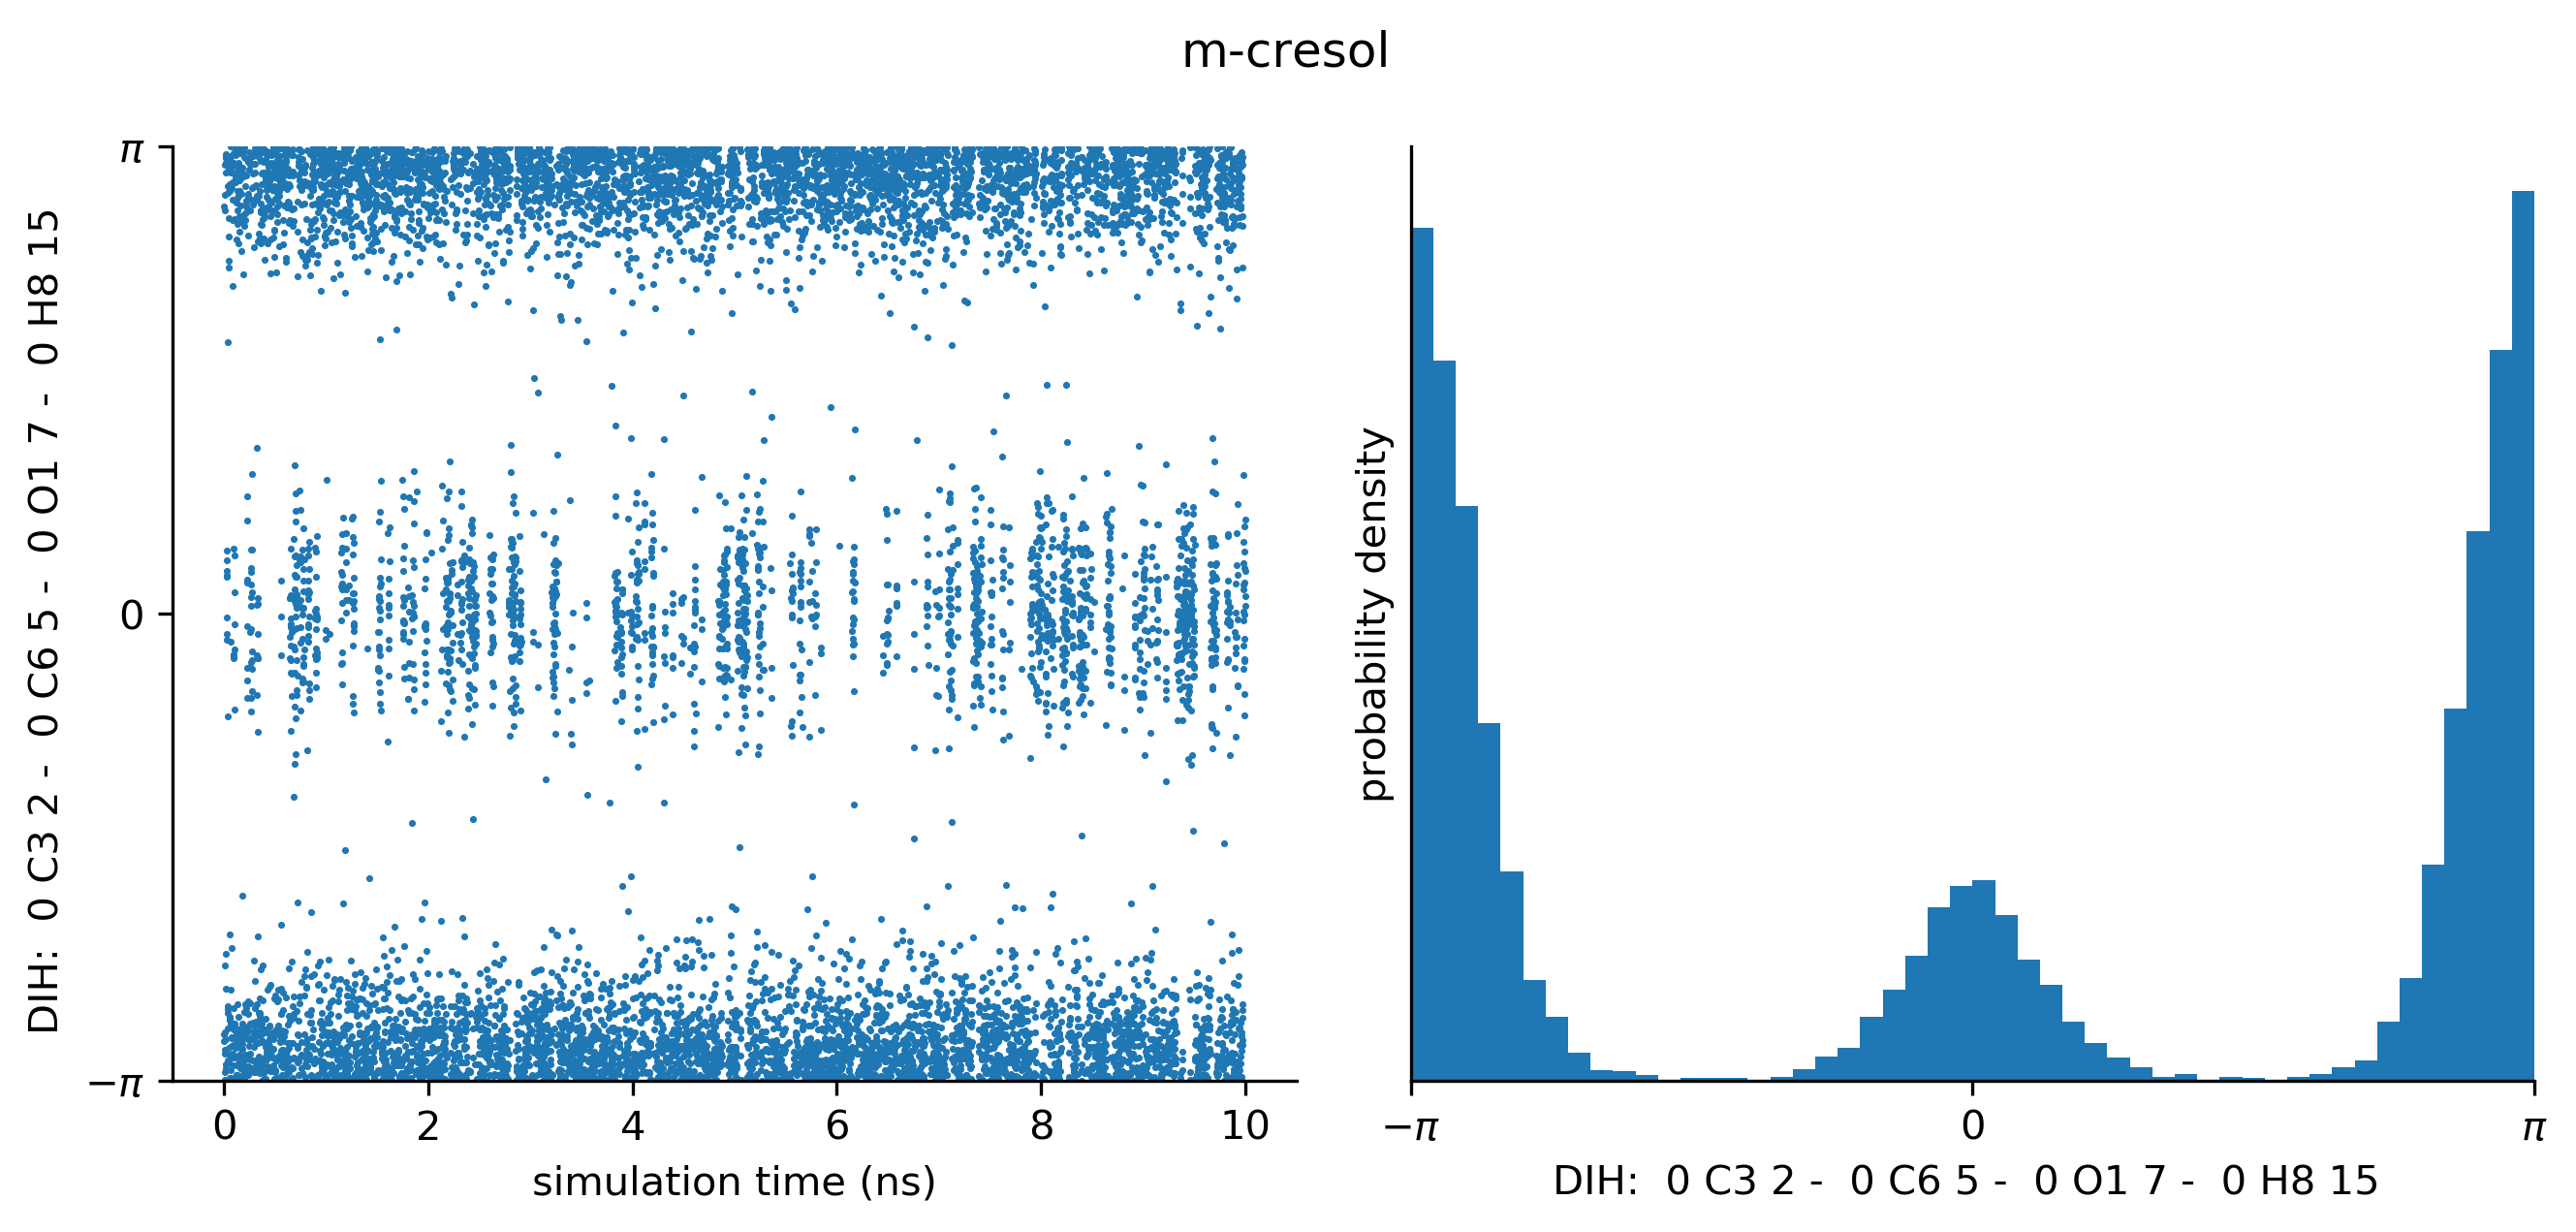 m-cresol
DIH:  0 C3 2 -  0 C6 5 -  0 O1 7 -  0 H8 15
π
0
−π
0 2 4 6 8 10
simulation time (ns)
probability density
−π 0 π
DIH:  0 C3 2 -  0 C6 5 -  0 O1 7 -  0 H8 15